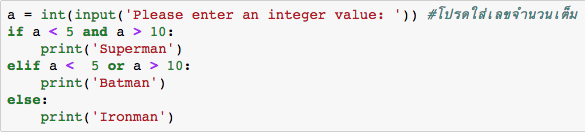 a = int(input('Please enter an integer value: ')) #โปรดใส่เลขจำนวนเต็ม
if a < 5 and a > 10:
    print('Superman')
elif a <  5 or a > 10:
    print('Batman')
else:
    print('Ironman')